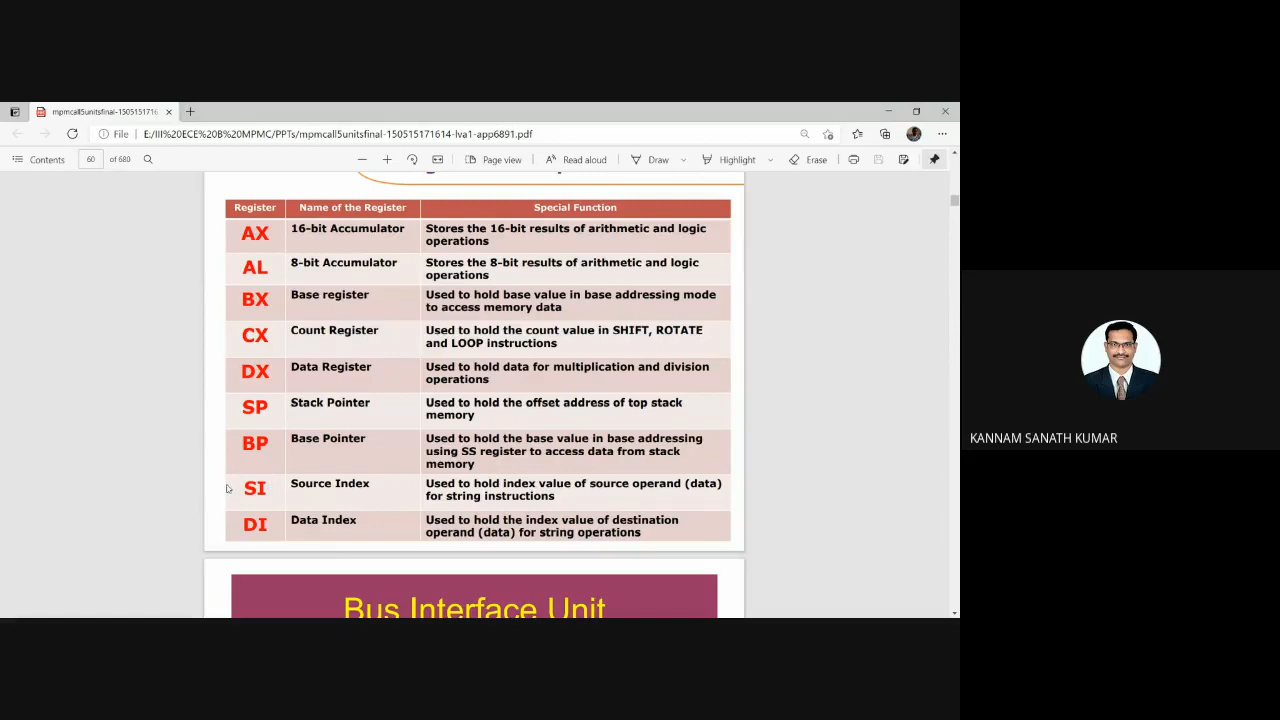 mpmcall5unitsfinal-1505151716
File
E:/III%20ECE%20B%20MPMC/PPTs/mpmcall5unitsfinal-150515171614-lva1-app6891.pdf
Contents
60
of 680
Page view
Read aloud
Draw
Highlight
Erase
Register
Name of the Register
Special Function
AX
16-bit Accumulator
Stores the 16-bit results of arithmetic and logic
operations
AL
8-bit Accumulator
Stores the 8-bit results of arithmetic and logic
operations
BX
Base register
Used to hold base value in base addressing mode
to access memory data
CX
Count Register
Used to hold the count value in SHIFT, ROTATE
and LOOP instructions
DX
Data Register
Used to hold data for multiplication and division
operations
SP
Stack Pointer
Used to hold the offset address of top stack
memory
BP
Base Pointer
Used to hold the base value in base addressing
using SS register to access data from stack
memory
SI
Source Index
Used to hold index value of source operand (data)
for string instructions
DI
Data Index
Used to hold the index value of destination
operand (data) for string operations
Bus Interface Unit
KANNAM SANATH KUMAR